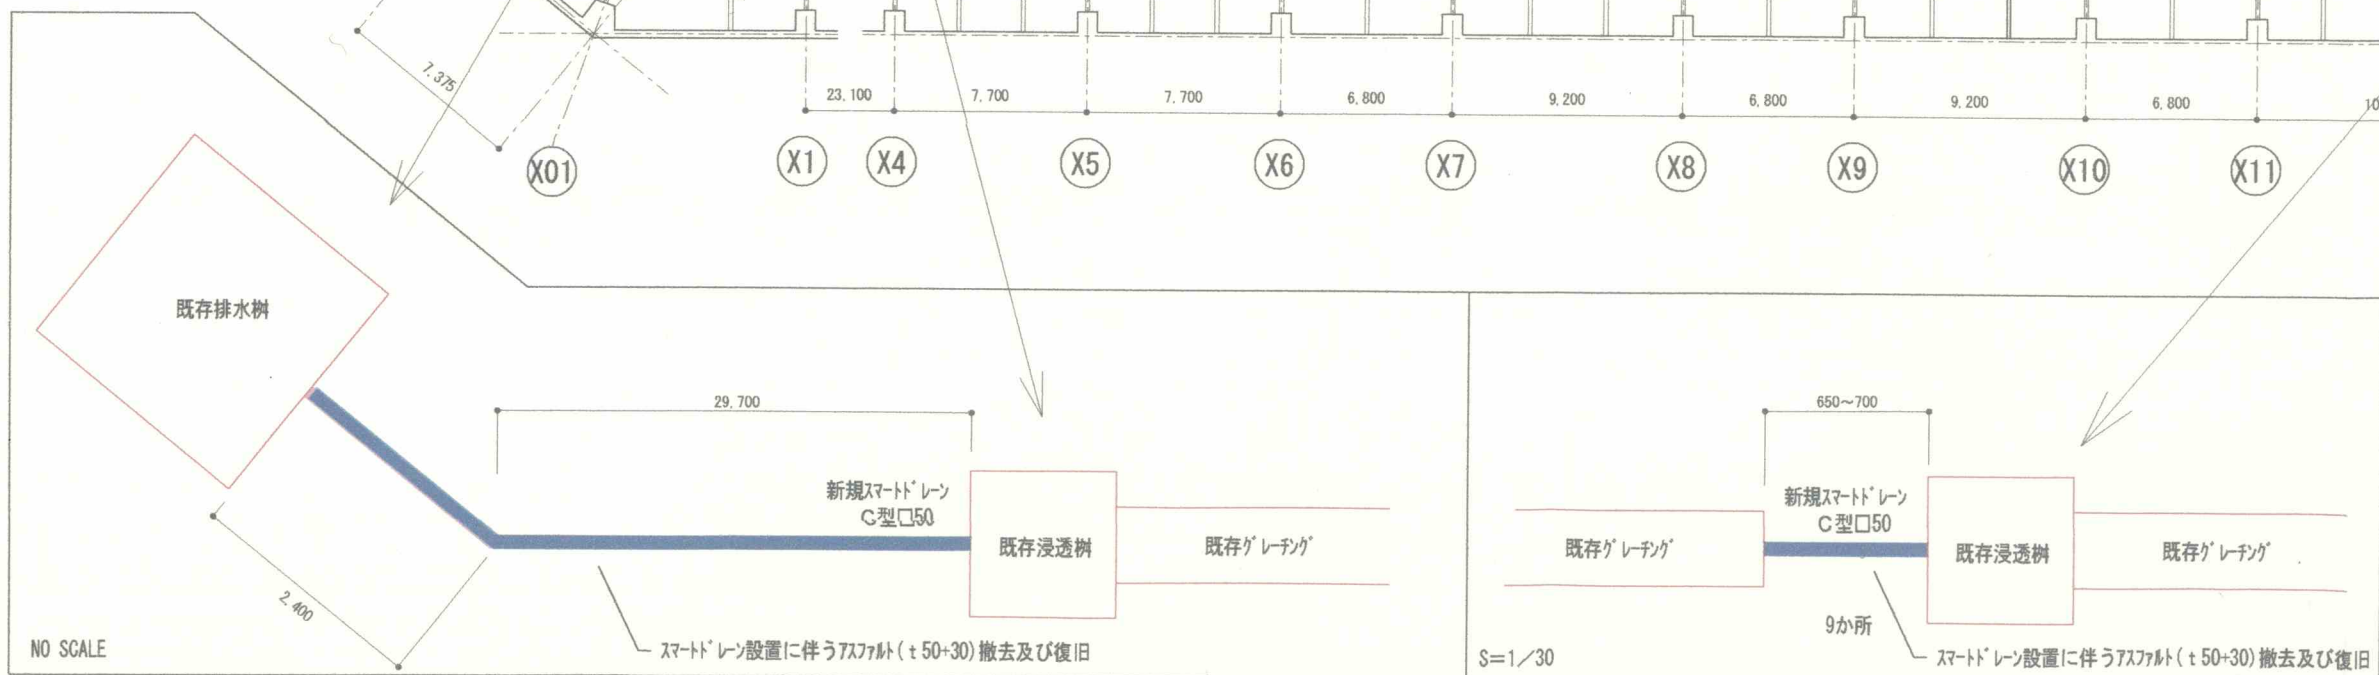 7,375
23,100
7,700
7,700
6,800
9,200
6,800
9,200
6,800
10
X01
X1
X4
X5
X6
X7
X8
X9
X10
X11
既存排水桝
29,700
新規スマートドレーン
C型□50
既存浸透桝
既存グレーチング
2,400
スマートドレーン設置に伴うアスファルト(t50+30)撤去及び復旧
NO SCALE
650~700
既存グレーチング
新規スマートドレーン
C型□50
既存浸透桝
既存グレーチング
9か所
スマートドレーン設置に伴うアスファルト(t50+30)撤去及び復旧
S=1/30